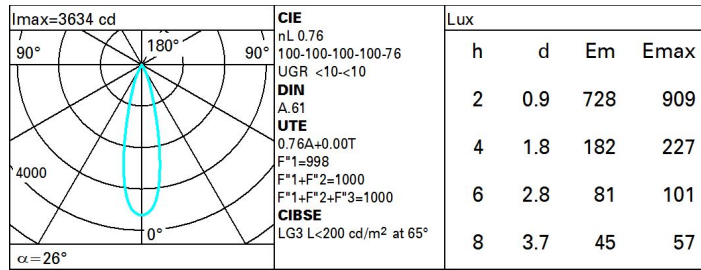 Imax=3634 cd
90°
180°
90°
4000
0°
α=26°
CIE
nL 0.76
100-100-100-100-76
UGR <10-<10
DIN
A.61
UTE
0.76A+0.00T
F"1=998
F"1+F"2=1000
F"1+F"2+F"3=1000
CIBSE
LG3 L<200 cd/m² at 65°
Lux
h d Em Emax
2 0.9 728 909
4 1.8 182 227
6 2.8 81 101
8 3.7 45 57